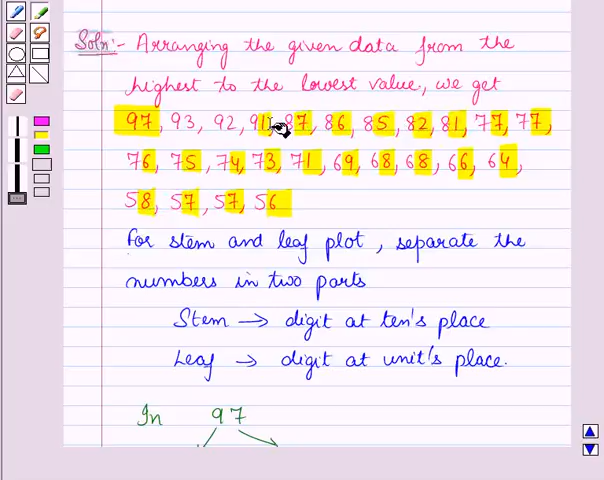 Soln:- Arranging the given data from the
highest to the lowest value, we get
97, 93, 92, 91, 87, 86, 85, 82, 81, 77, 77,
76, 75, 74, 73, 71, 69, 68, 68, 66, 64,
58, 57, 57, 56
For stem and leaf plot, separate the
numbers in two parts
Stem → digit at ten's place
Leaf → digit at unit's place.
In 97